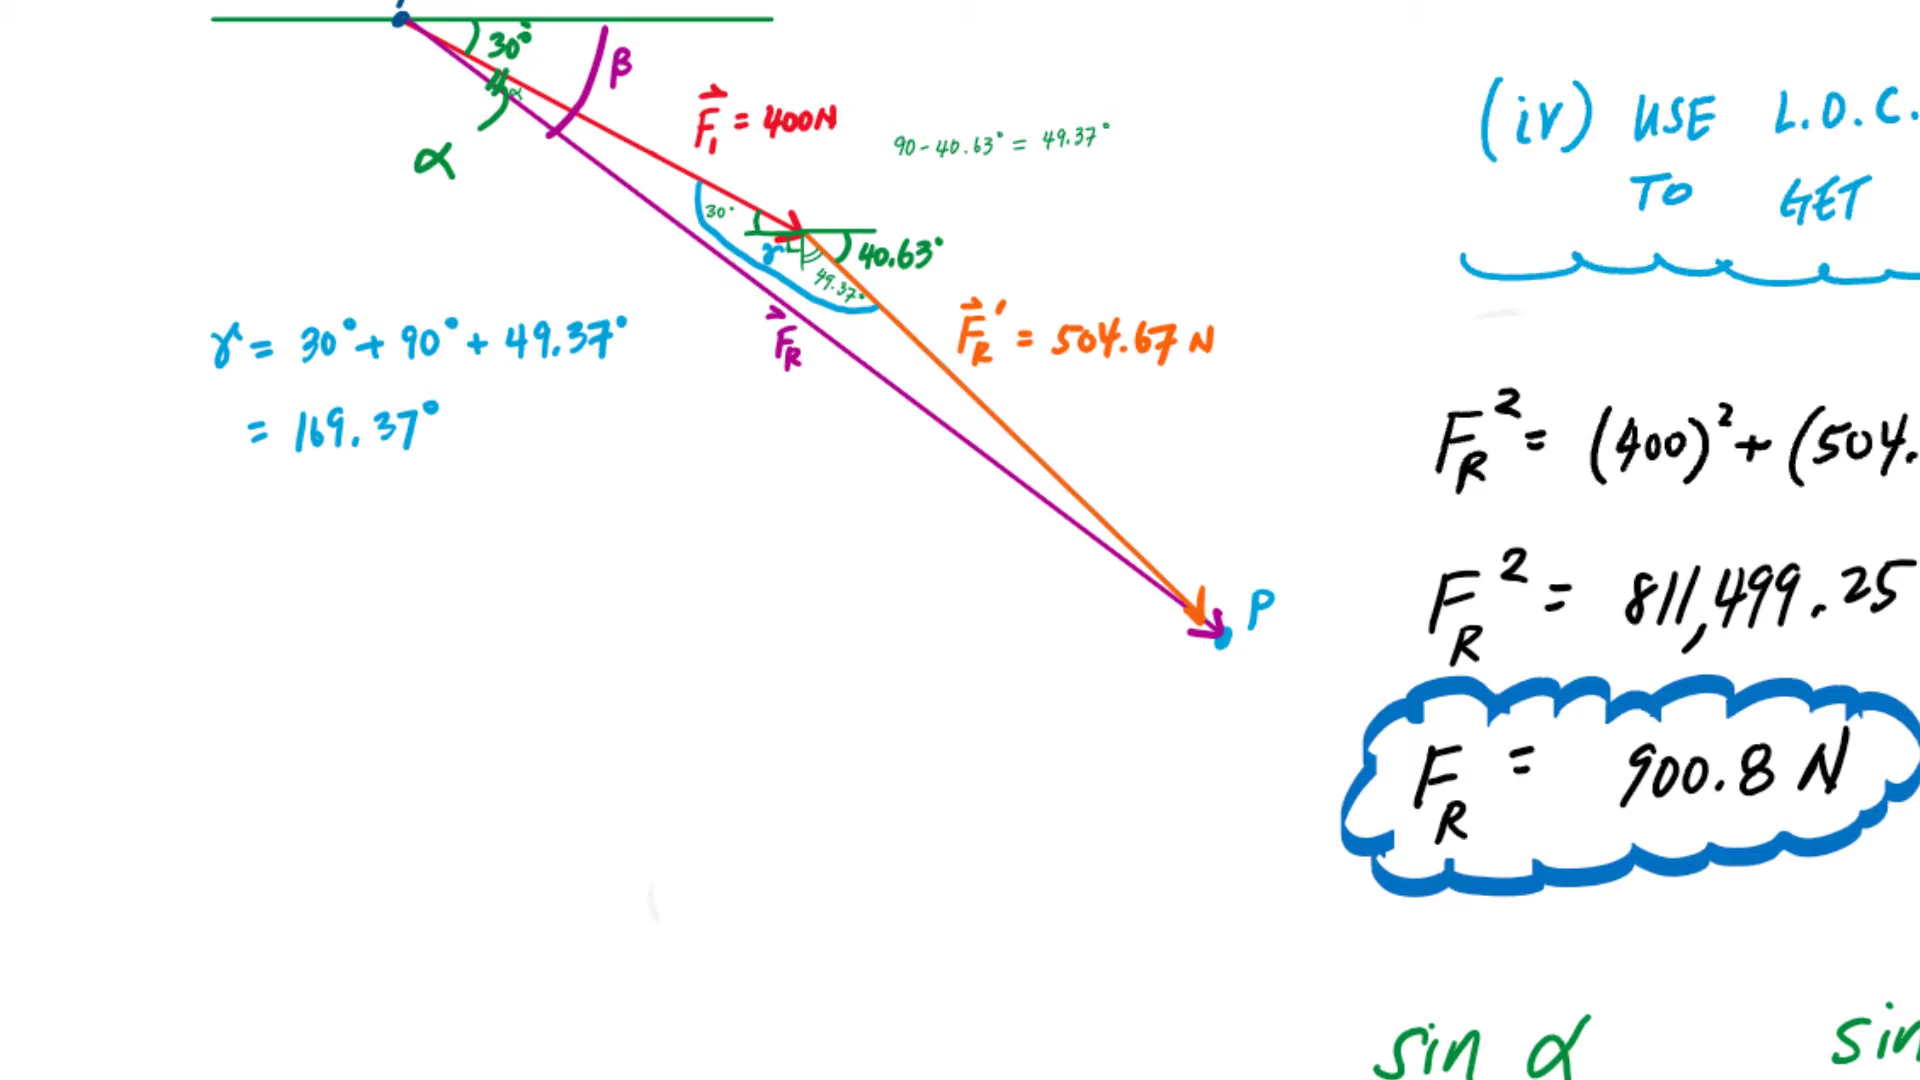 30°
β
α
α
F₁ = 400N
90-40.63° = 49.37°
30°
γ
49.37°
40.63°
F_R
F_R' = 504.67 N
γ = 30° + 90° + 49.37°
= 169.37°
P
(iv) USE L.O.C.
TO GET
F_R² = (400)² + (504.
F_R² = 811,499.25
F_R = 900.8 N
sin α sin